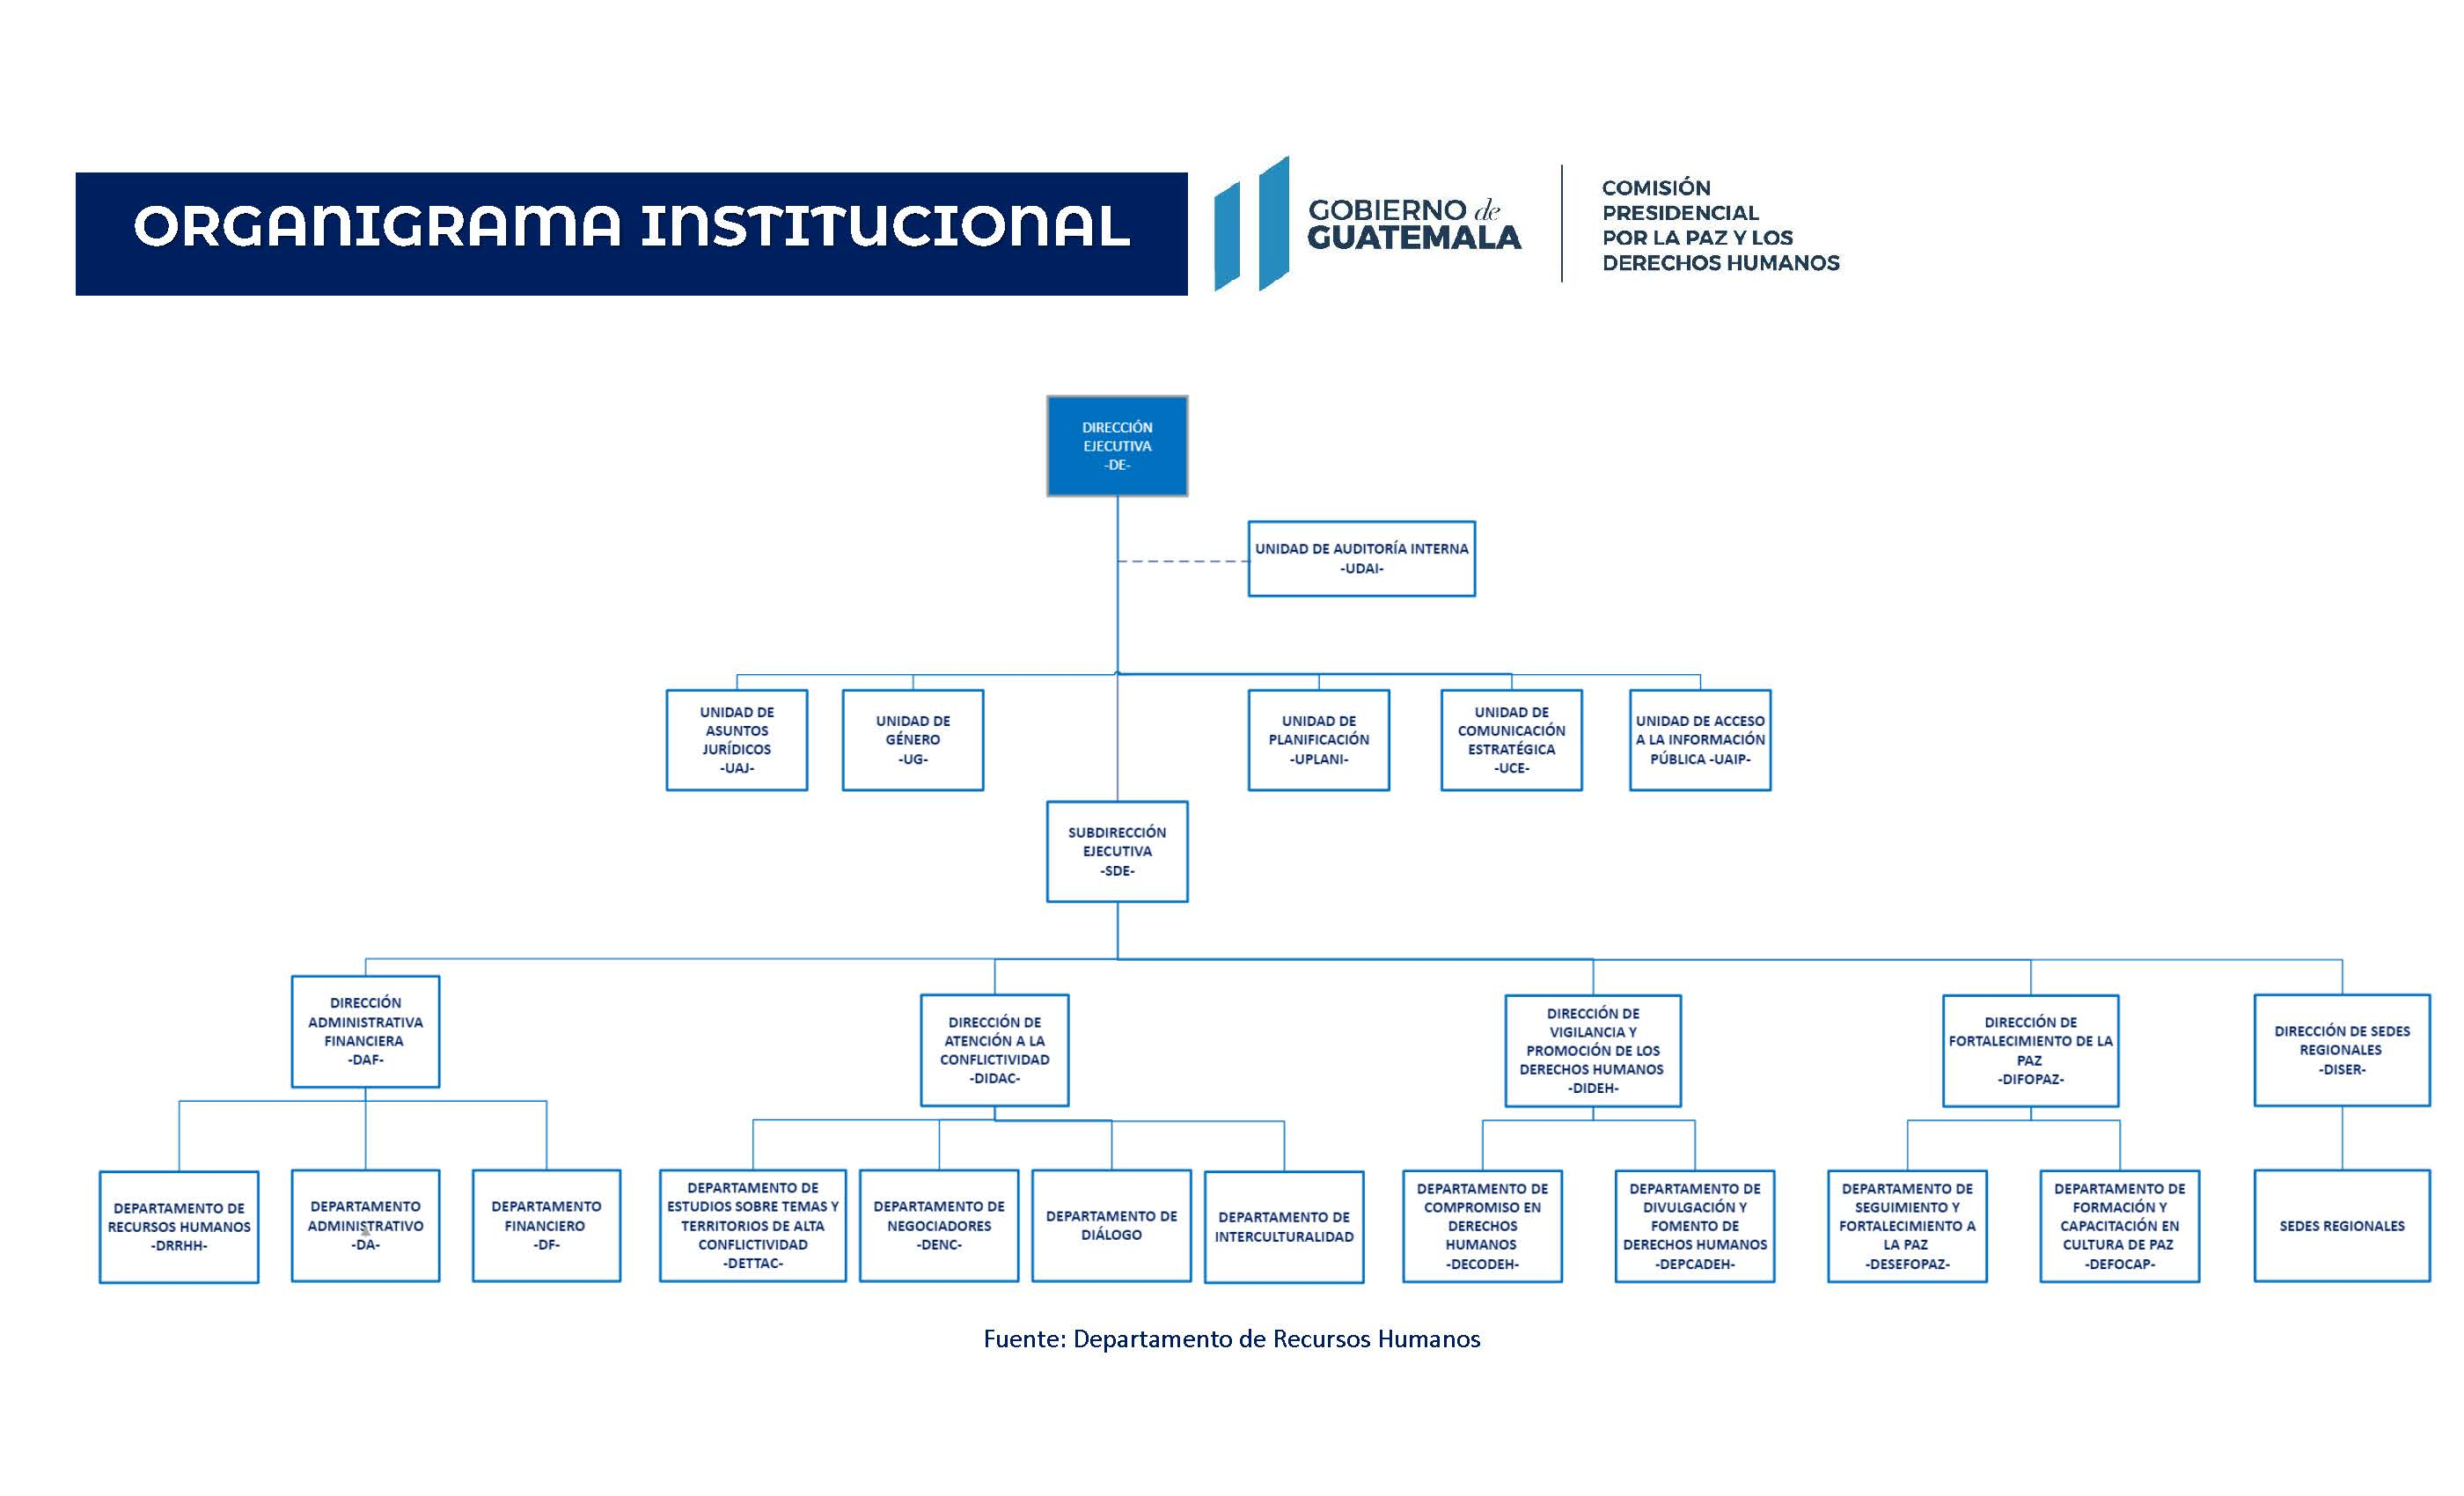 ORGANIGRAMA INSTITUCIONAL
GOBIERNO de
GUATEMALA
COMISIÓN
PRESIDENCIAL
POR LA PAZ Y LOS
DERECHOS HUMANOS
DIRECCIÓN
EJECUTIVA
-DE-
UNIDAD DE AUDITORÍA INTERNA
-UDAI-
UNIDAD DE
ASUNTOS
JURÍDICOS
-UAJ-
UNIDAD DE
GÉNERO
-UG-
UNIDAD DE
PLANIFICACIÓN
-UPLANI-
UNIDAD DE
COMUNICACIÓN
ESTRATÉGICA
-UCE-
UNIDAD DE ACCESO
A LA INFORMACIÓN
PÚBLICA -UAIP-
SUBDIRECCIÓN
EJECUTIVA
-SDE-
DIRECCIÓN
ADMINISTRATIVA
FINANCIERA
-DAF-
DIRECCIÓN DE
ATENCIÓN A LA
CONFLICTIVIDAD
-DIDAC-
DIRECCIÓN DE
VIGILANCIA Y
PROMOCIÓN DE LOS
DERECHOS HUMANOS
-DIDEH-
DIRECCIÓN DE
FORTALECIMIENTO DE LA
PAZ
-DIFOPAZ-
DIRECCIÓN DE SEDES
REGIONALES
-DISER-
DEPARTAMENTO DE
RECURSOS HUMANOS
-DRRHH-
DEPARTAMENTO
ADMINISTRATIVO
-DA-
DEPARTAMENTO
FINANCIERO
-DF-
DEPARTAMENTO DE
ESTUDIOS SOBRE TEMAS Y
TERRITORIOS DE ALTA
CONFLICTIVIDAD
-DETTAC-
DEPARTAMENTO DE
NEGOCIADORES
-DENC-
DEPARTAMENTO DE
DIÁLOGO
DEPARTAMENTO DE
INTERCULTURALIDAD
DEPARTAMENTO DE
COMPROMISO EN
DERECHOS
HUMANOS
-DECODEH-
DEPARTAMENTO DE
DIVULGACIÓN Y
FOMENTO DE
DERECHOS HUMANOS
-DEPCADEH-
DEPARTAMENTO DE
SEGUIMIENTO Y
FORTALECIMIENTO A
LA PAZ
-DESEFOPAZ-
DEPARTAMENTO DE
FORMACIÓN Y
CAPACITACIÓN EN
CULTURA DE PAZ
-DEFOCAP-
SEDES REGIONALES
Fuente: Departamento de Recursos Humanos